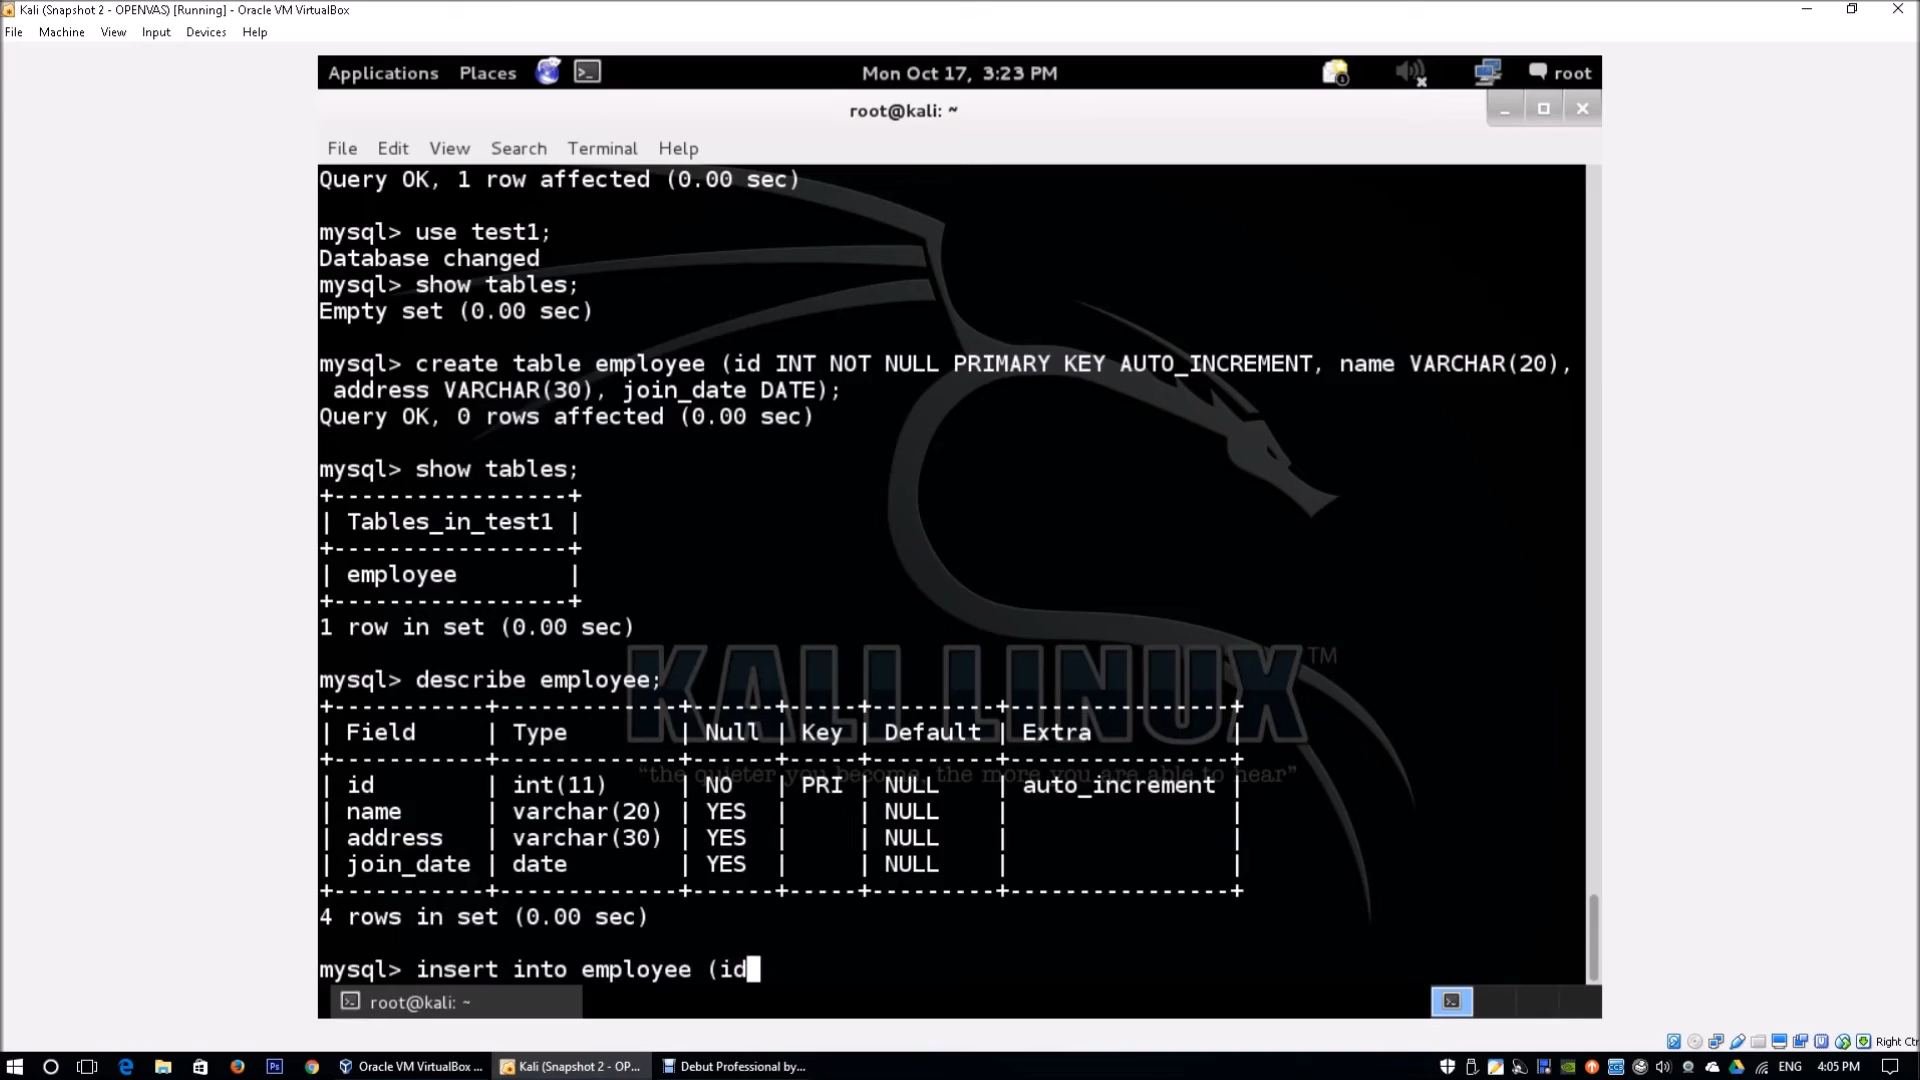 Kali (Snapshot 2 - OPENVAS) [Running] - Oracle VM VirtualBox
File Machine View Input Devices Help
Applications Places Mon Oct 17, 3:23 PM root
root@kali: ~
File Edit View Search Terminal Help
Query OK, 1 row affected (0.00 sec)
mysql> use test1;
Database changed
mysql> show tables;
Empty set (0.00 sec)
mysql> create table employee (id INT NOT NULL PRIMARY KEY AUTO_INCREMENT, name VARCHAR(20),
address VARCHAR(30), join_date DATE);
Query OK, 0 rows affected (0.00 sec)
mysql> show tables;
+-----------------+
| Tables_in_test1 |
+-----------------+
| employee        |
+-----------------+
1 row in set (0.00 sec)
KALI LINUX TM
mysql> describe employee;
+-----------+-------------+------+-----+---------+----------------+
| Field     | Type        | Null | Key | Default | Extra          |
+-----------+-------------+------+-----+---------+----------------+
"the quieter you become, the more you are able to hear"
| id        | int(11)     | NO   | PRI | NULL    | auto_increment |
| name      | varchar(20) | YES  |     | NULL    |                |
| address   | varchar(30) | YES  |     | NULL    |                |
| join_date | date        | YES  |     | NULL    |                |
+-----------+-------------+------+-----+---------+----------------+
4 rows in set (0.00 sec)
mysql> insert into employee (id
root@kali: ~
Right Ctrl
Oracle VM VirtualBox ... Kali (Snapshot 2 - OP... Debut Professional by... ENG 4:05 PM